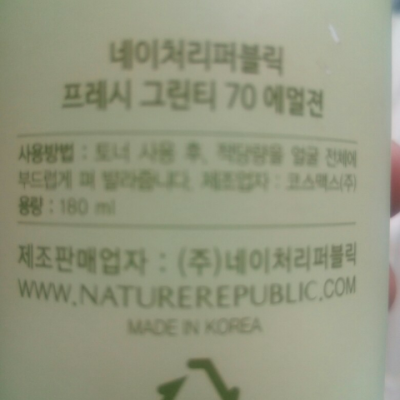 네이처리퍼블릭
프레시 그린티 70 에멀젼
사용방법 : 토너 사용 후, 적당량을 얼굴 전체에
부드럽게 펴 발라줍니다. 제조업자 : 코스맥스(주)
용량 : 180 ml
제조판매업자 : (주)네이처리퍼블릭
WWW.NATUREREPUBLIC.COM
MADE IN KOREA